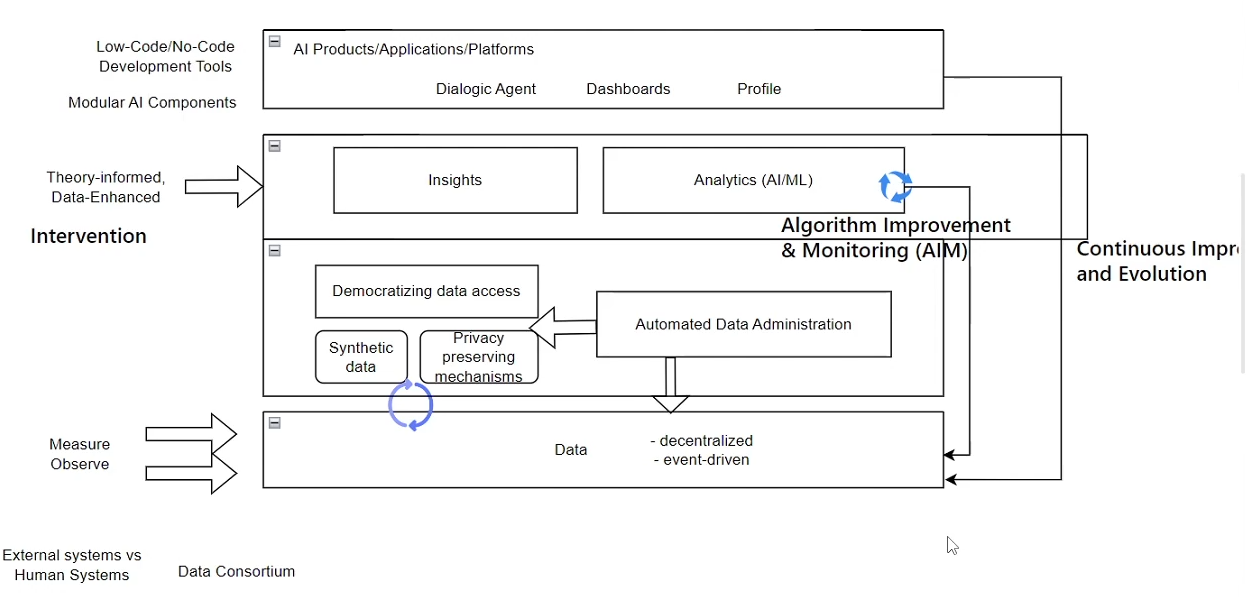 Low-Code/No-Code
Development Tools
Modular AI Components
AI Products/Applications/Platforms
Dialogic Agent
Dashboards
Profile
Theory-informed,
Data-Enhanced
Intervention
Insights
Analytics (AI/ML)
Algorithm Improvement
& Monitoring (AIM)
Continuous Impr
and Evolution
Democratizing data access
Synthetic
data
Privacy
preserving
mechanisms
Automated Data Administration
Measure
Observe
Data
- decentralized
- event-driven
External systems vs
Human Systems
Data Consortium